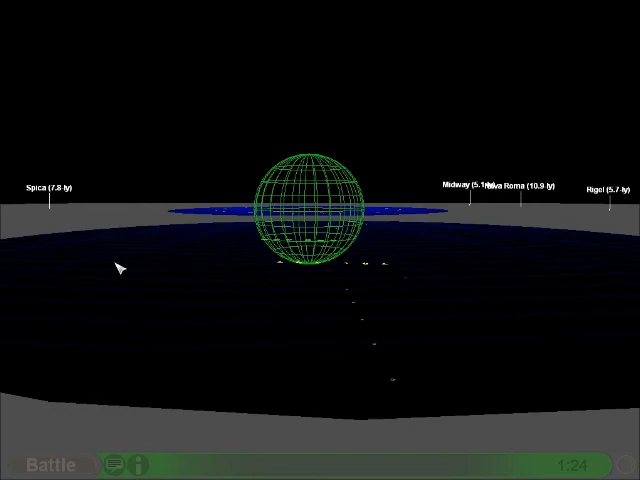 Spica (7.8 ly)
Midway (5.1
Nova Roma (10.9 ly)
Rigel (5.7 ly)
Battle
1:24